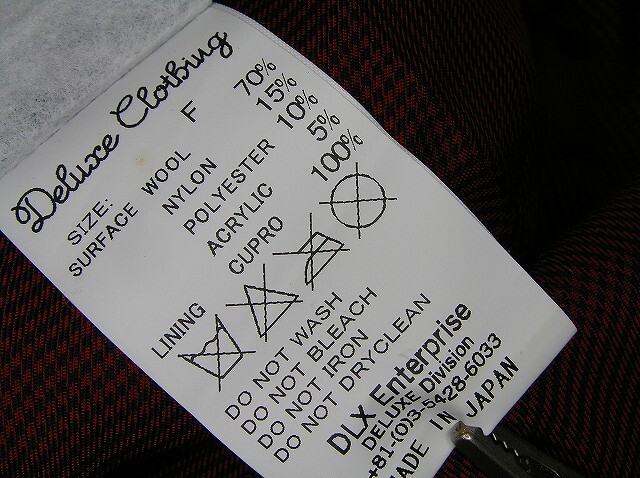 Deluxe Clothing
SIZE: F
SURFACE WOOL 70%
NYLON 15%
POLYESTER 10%
ACRYLIC 5%
LINING CUPRO 100%
DO NOT WASH
DO NOT BLEACH
DO NOT IRON
DO NOT DRYCLEAN
DLX Enterprise
DELUXE Division
+81-(0)3-5428-6033
MADE IN JAPAN